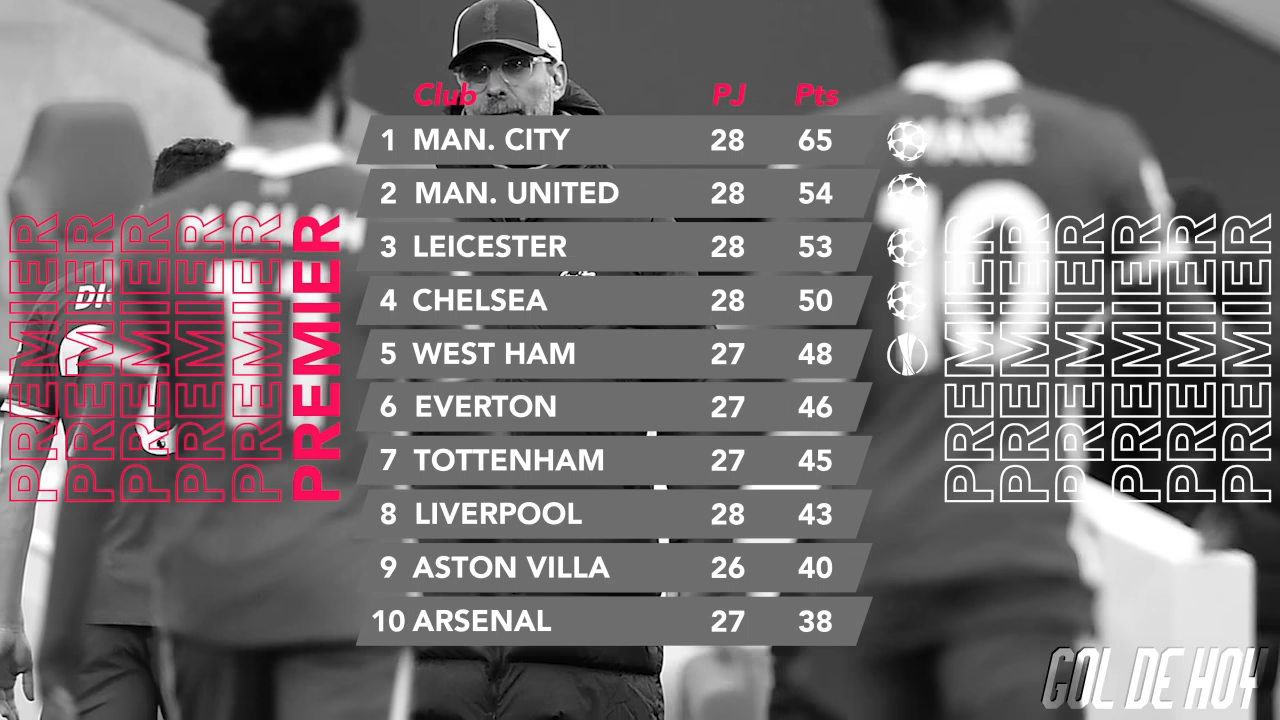 Club PJ Pts
1 MAN. CITY 28 65
2 MAN. UNITED 28 54
3 LEICESTER 28 53
4 CHELSEA 28 50
5 WEST HAM 27 48
6 EVERTON 27 46
7 TOTTENHAM 27 45
8 LIVERPOOL 28 43
9 ASTON VILLA 26 40
10 ARSENAL 27 38
PREMIER PREMIER PREMIER PREMIER PREMIER PREMIER
PREMIER PREMIER PREMIER PREMIER PREMIER PREMIER
11
10
GOL DE HOY